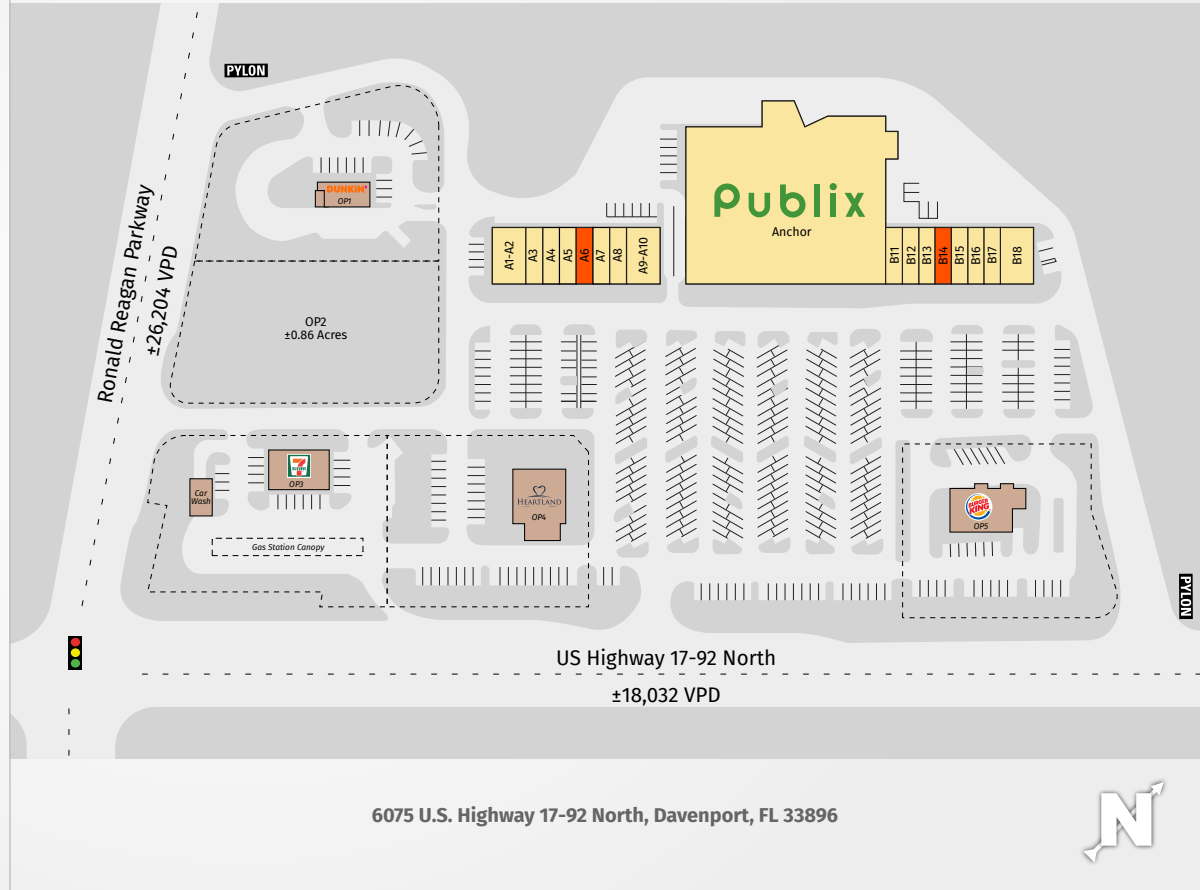 PYLON
Ronald Reagan Parkway
±26,204 VPD
DUNKIN'
OP1
OP2
±0.86 Acres
Publix
Anchor
A1-A2
A3
A4
A5
A6
A7
A8
A9-A10
B11
B12
B13
B14
B15
B16
B17
B18
Car
Wash
7
ELEVEN
OP3
Gas Station Canopy
HEARTLAND
OP4
BURGER
KING
OP5
PYLON
US Highway 17-92 North
±18,032 VPD
6075 U.S. Highway 17-92 North, Davenport, FL 33896
N